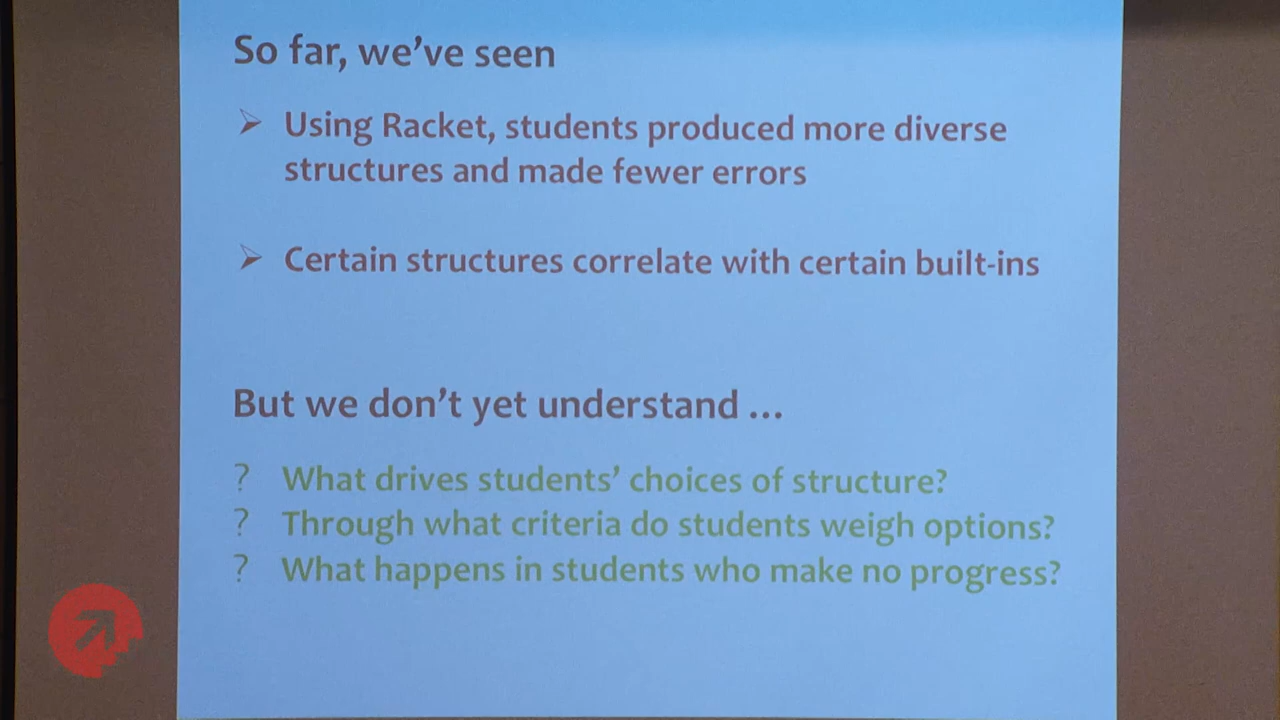 So far, we've seen
➢ Using Racket, students produced more diverse
structures and made fewer errors
➢ Certain structures correlate with certain built-ins
But we don't yet understand ...
? What drives students' choices of structure?
? Through what criteria do students weigh options?
? What happens in students who make no progress?